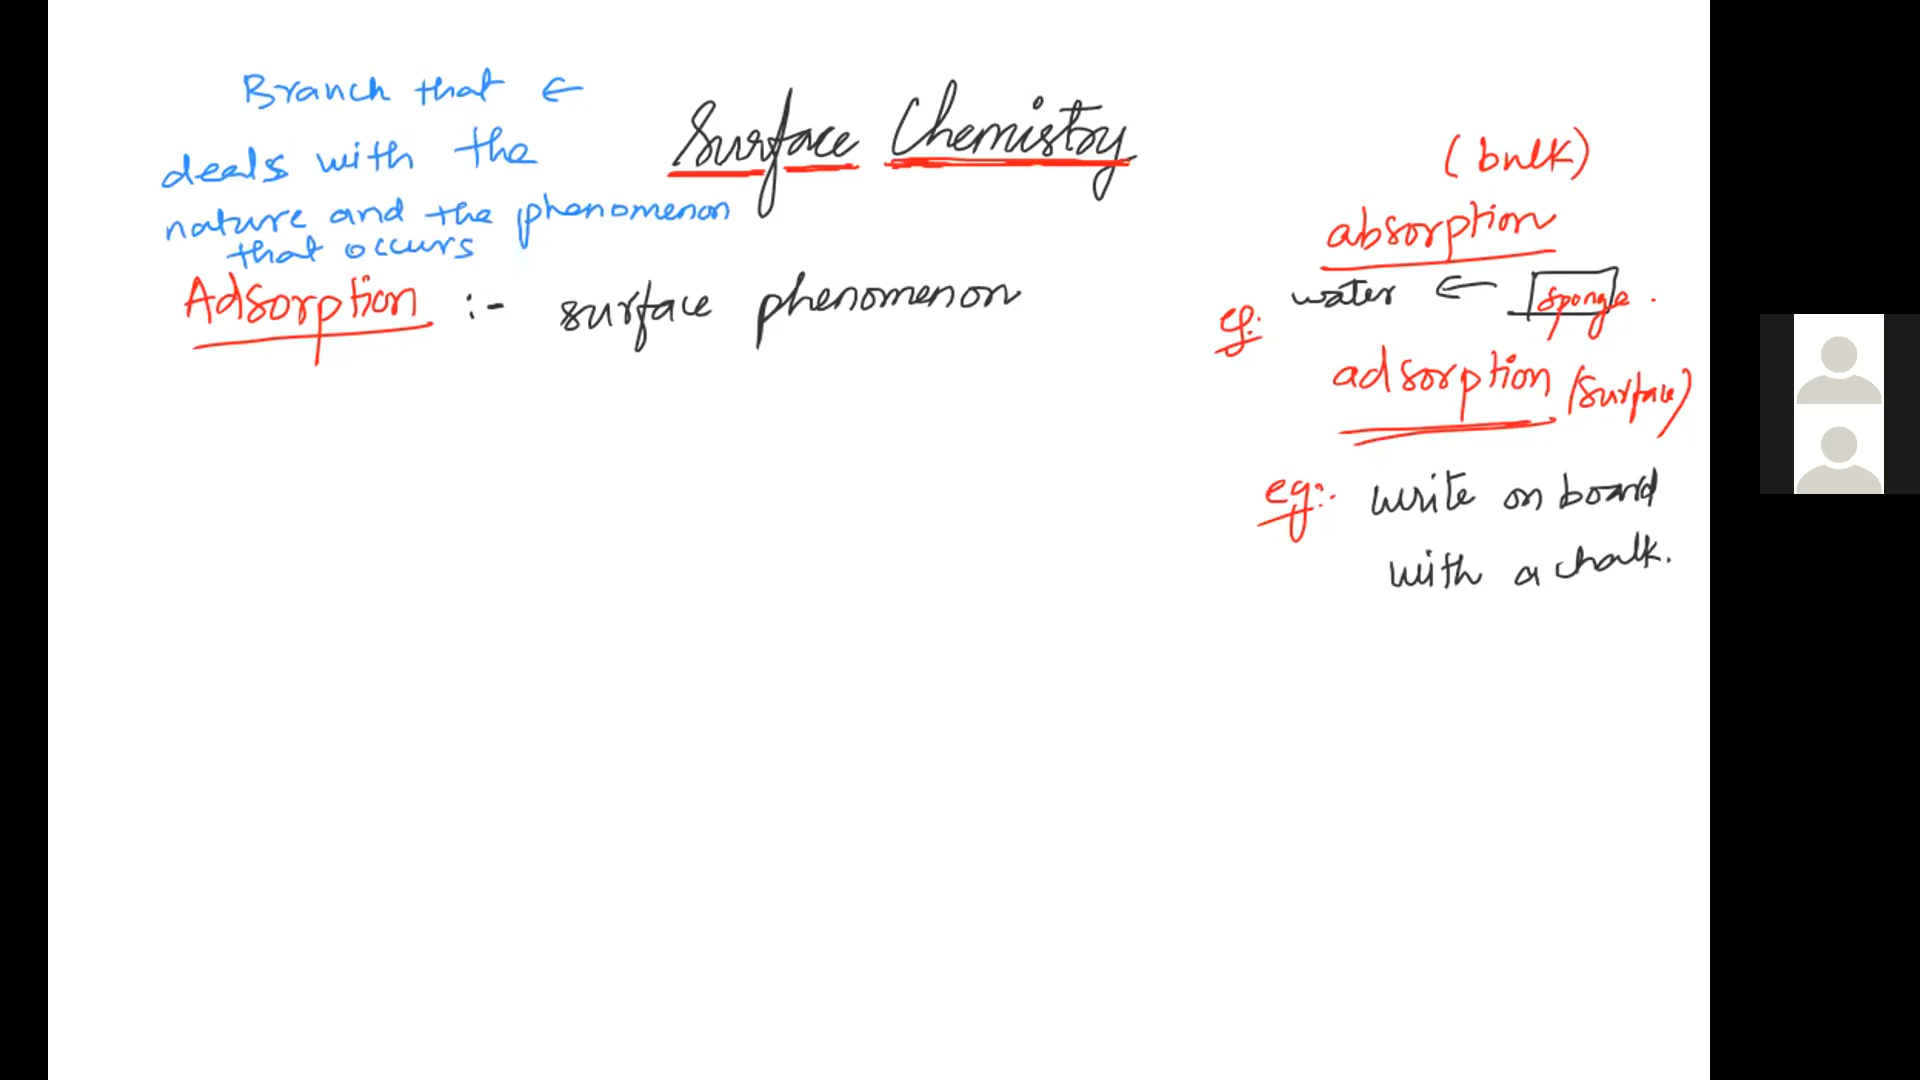 Branch that ←
deals with the
nature and the phenomenon
that occurs
Surface Chemistry
Adsorption :- surface phenomenon
(bulk)
absorption
eg: water ← sponge.
adsorption (surface)
eg:. write on board
with a chalk.